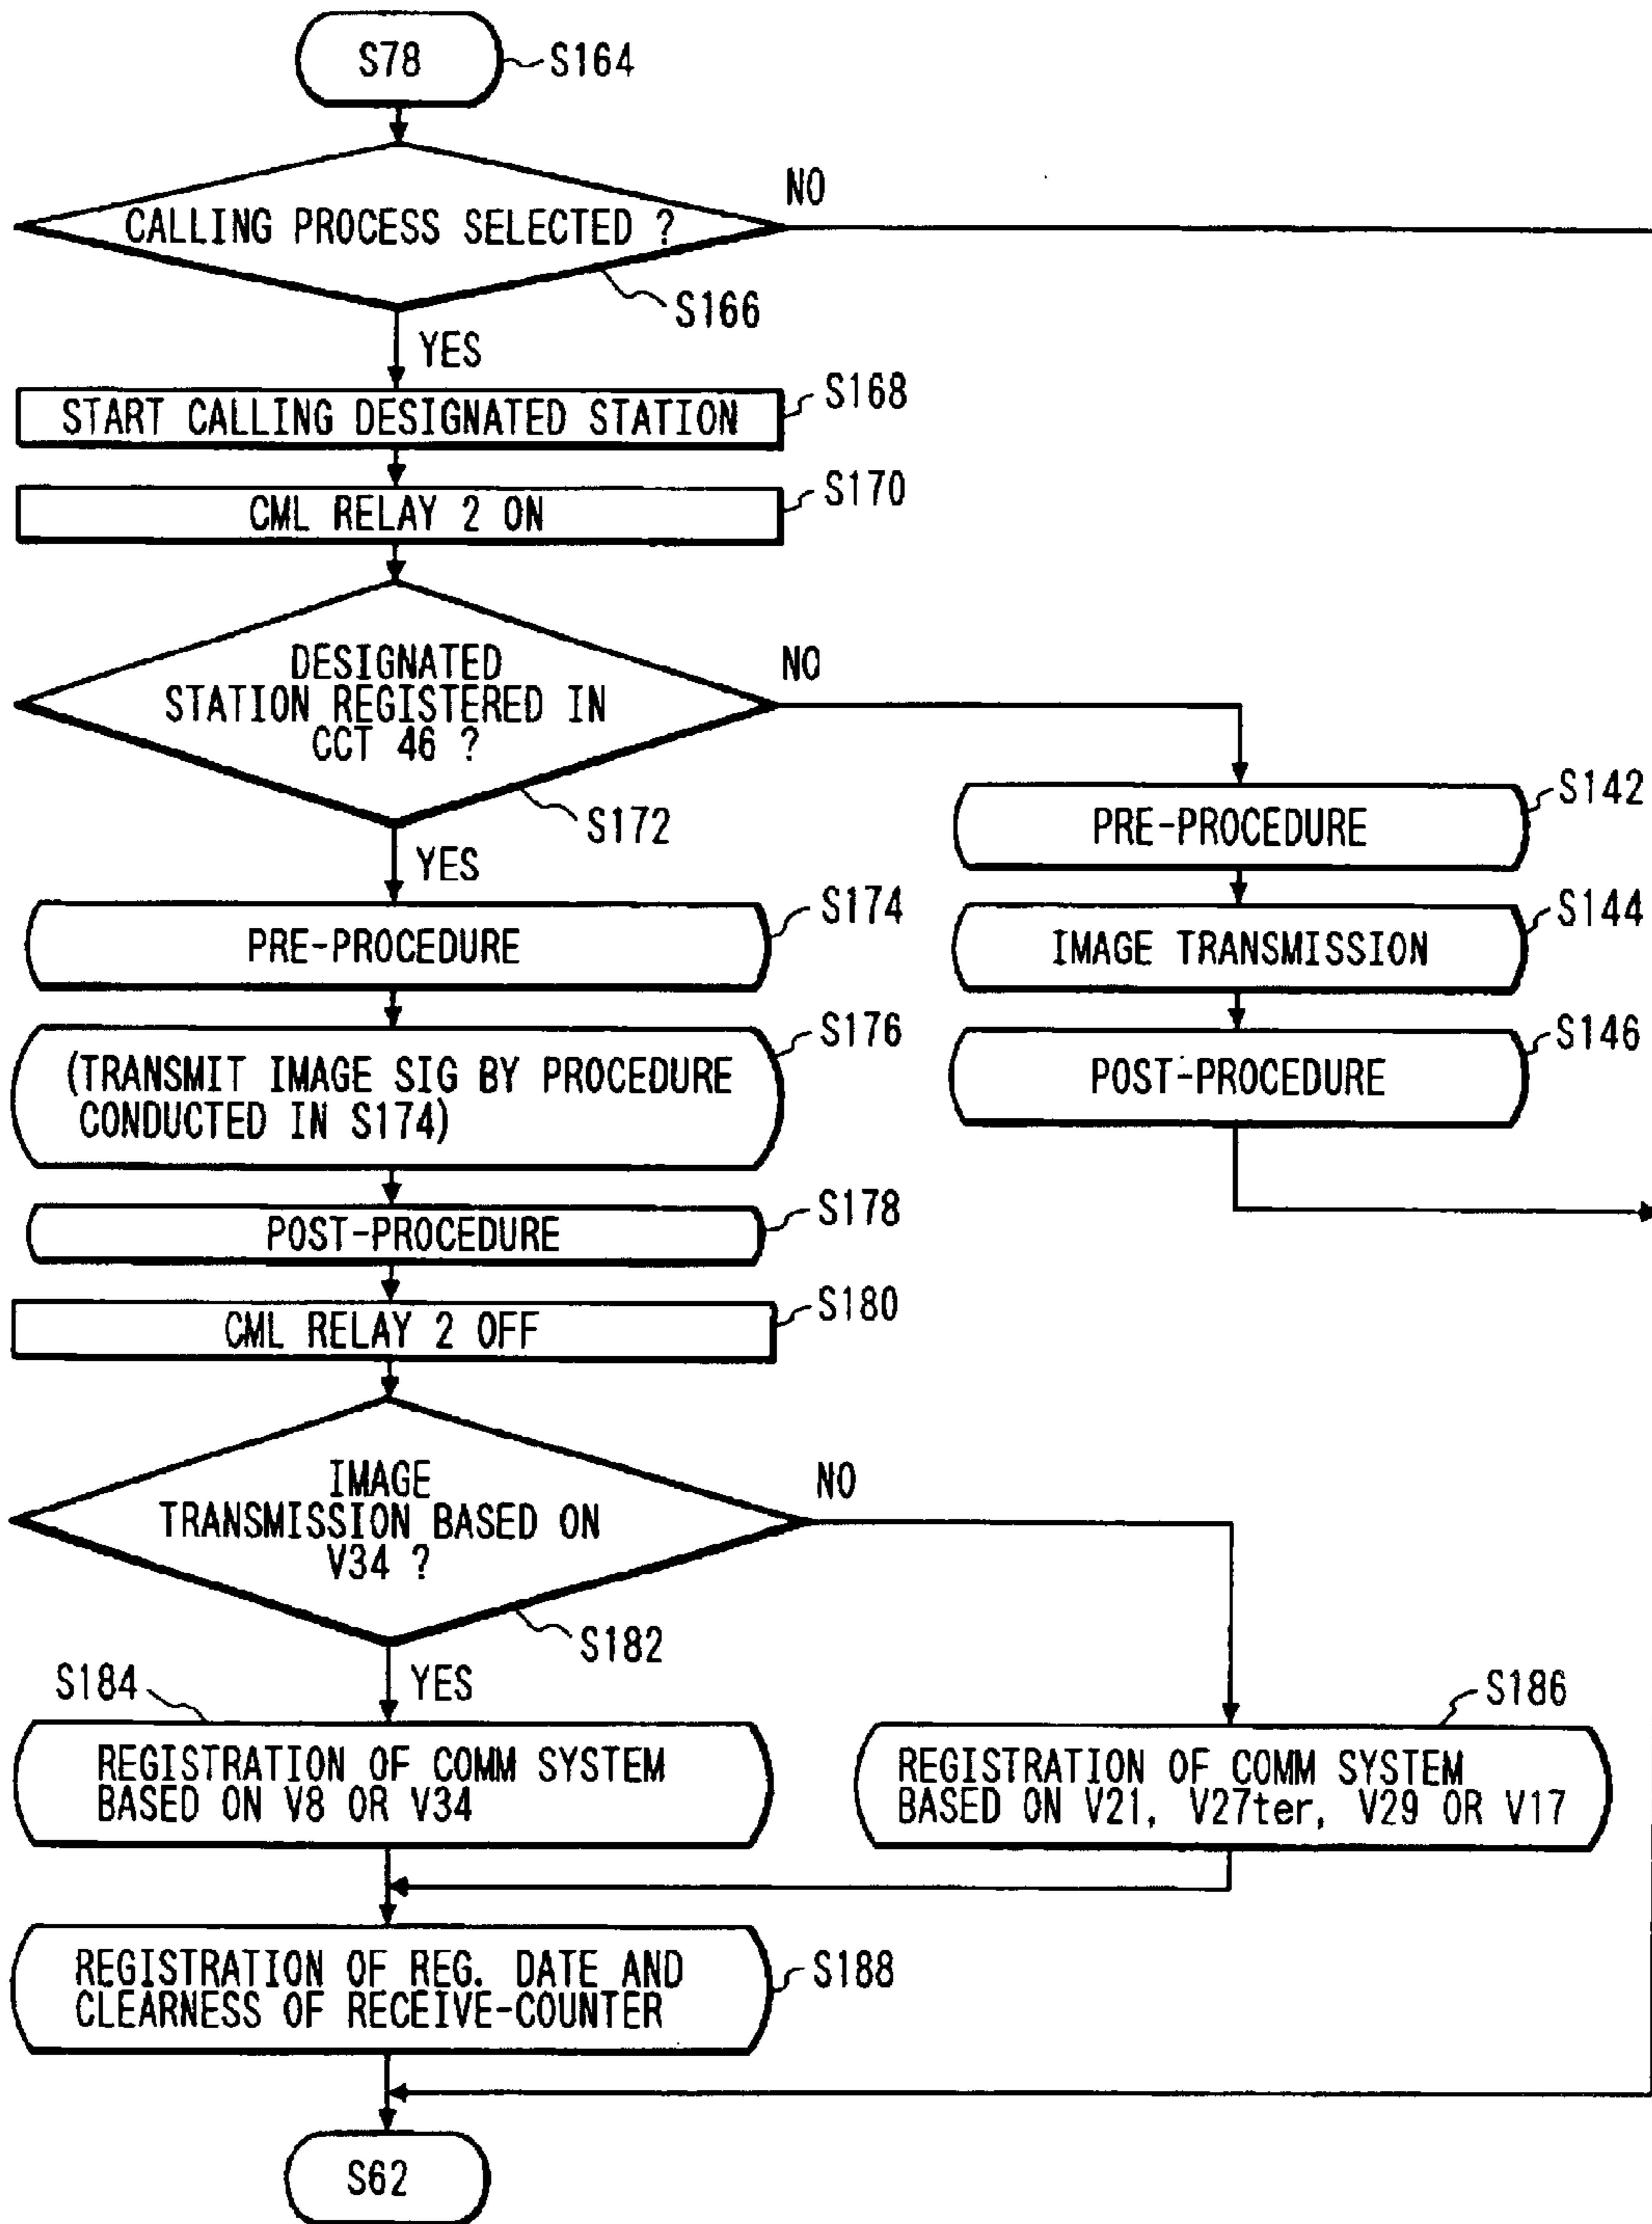 S78
S164
CALLING PROCESS SELECTED ?
NO
S166
YES
START CALLING DESIGNATED STATION
S168
CML RELAY 2 ON
S170
DESIGNATED
STATION REGISTERED IN
CCT 46 ?
NO
S172
YES
PRE-PROCEDURE
S142
PRE-PROCEDURE
S174
IMAGE TRANSMISSION
S144
(TRANSMIT IMAGE SIG BY PROCEDURE
CONDUCTED IN S174)
S176
POST-PROCEDURE
S146
POST-PROCEDURE
S178
CML RELAY 2 OFF
S180
IMAGE
TRANSMISSION BASED ON
V34 ?
NO
S182
YES
S184
REGISTRATION OF COMM SYSTEM
BASED ON V8 OR V34
S186
REGISTRATION OF COMM SYSTEM
BASED ON V21, V27ter, V29 OR V17
REGISTRATION OF REG. DATE AND
CLEARNESS OF RECEIVE-COUNTER
S188
S62